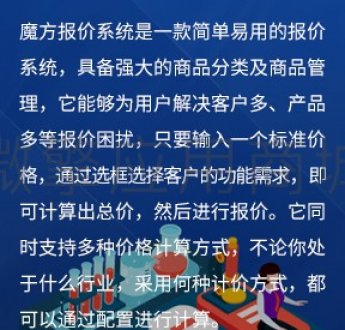 魔方报价系统是一款简单易用的报价
系统，具备强大的商品分类及商品管
理，它能够为用户解决客户多、产品
多等报价困扰，只要输入一个标准价
格，通过选框选择客户的功能需求，即
可计算出总价，然后进行报价。它同
时支持多种价格计算方式，不论你处
于什么行业，采用何种计价方式，都
可以通过配置进行计算。